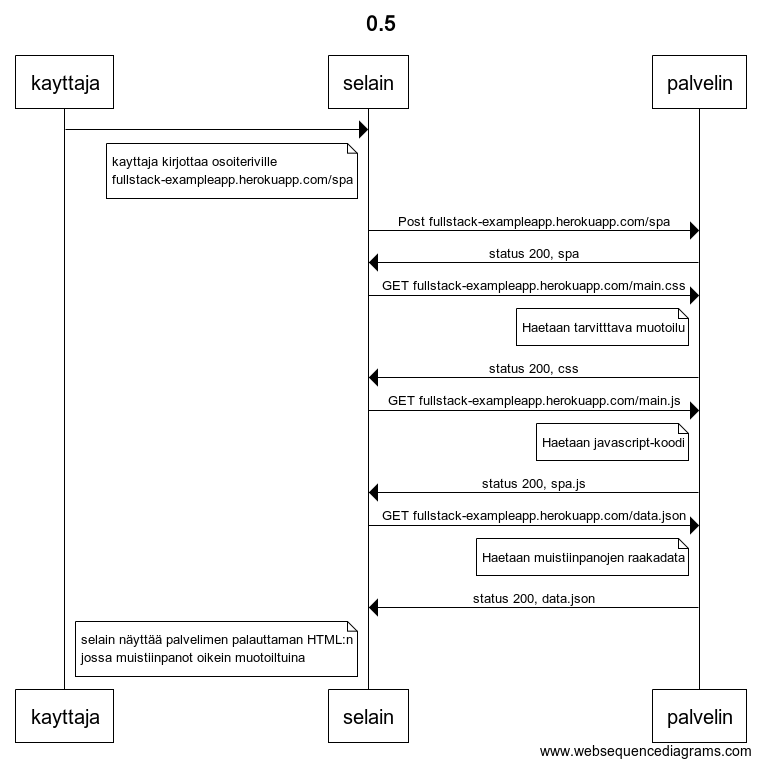 0.5
kayttaja
selain
palvelin
kayttaja kirjottaa osoiteriville
fullstack-exampleapp.herokuapp.com/spa
Post fullstack-exampleapp.herokuapp.com/spa
status 200, spa
GET fullstack-exampleapp.herokuapp.com/main.css
Haetaan tarvitttava muotoilu
status 200, css
GET fullstack-exampleapp.herokuapp.com/main.js
Haetaan javascript-koodi
status 200, spa.js
GET fullstack-exampleapp.herokuapp.com/data.json
Haetaan muistiinpanojen raakadata
status 200, data.json
selain näyttää palvelimen palauttaman HTML:n
jossa muistiinpanot oikein muotoiltuina
kayttaja
selain
palvelin
www.websequencediagrams.com